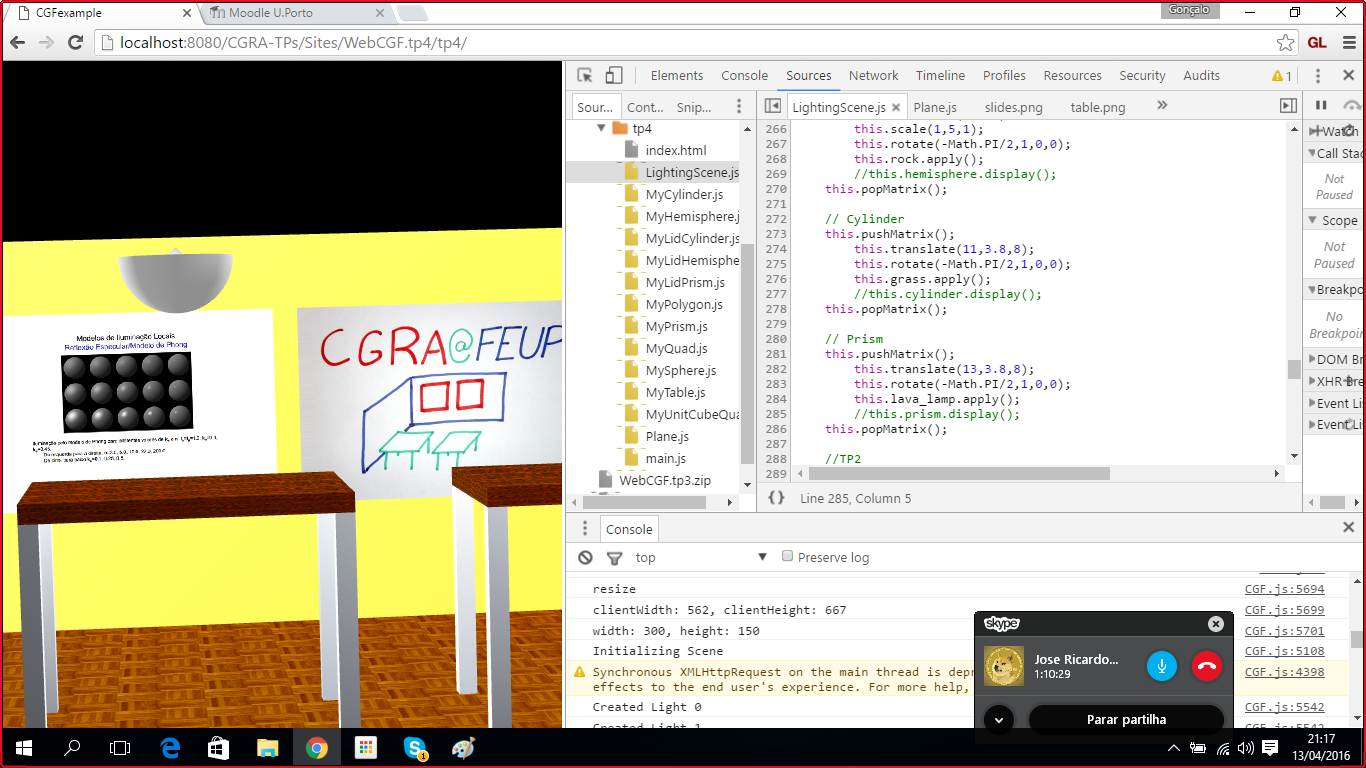 CGFexample
Moodle U.Porto
Gonçalo
localhost:8080/CGRA-TPs/Sites/WebCGF.tp4/tp4/
GL
Elements Console Sources Network Timeline Profiles Resources Security Audits
1
Sour... Cont... Snip...
LightingScene.js Plane.js slides.png table.png
tp4
index.html
LightingScene.js
MyCylinder.js
MyHemisphere.j
MyLidCylinder.js
MyLidHemisphe
MyLidPrism.js
MyPolygon.js
MyPrism.js
MyQuad.js
MySphere.js
MyTable.js
MyUnitCubeQua
Plane.js
main.js
WebCGF.tp3.zip
266 this.scale(1,5,1);
267 this.rotate(-Math.PI/2,1,0,0);
268 this.rock.apply();
269 //this.hemisphere.display();
270 this.popMatrix();
271
272 // Cylinder
273 this.pushMatrix();
274 this.translate(11,3.8,8);
275 this.rotate(-Math.PI/2,1,0,0);
276 this.grass.apply();
277 //this.cylinder.display();
278 this.popMatrix();
279
280 // Prism
281 this.pushMatrix();
282 this.translate(13,3.8,8);
283 this.rotate(-Math.PI/2,1,0,0);
284 this.lava_lamp.apply();
285 //this.prism.display();
286 this.popMatrix();
287
288 //TP2
289
{} Line 285, Column 5
Watch
Call Stac
Not
Paused
Scope
Not
Paused
Breakpo
No
Breakpoin
DOM Br
XHR Bre
Event Lis
Event Lis
Modelos de Iluminação Locais
Reflexão Especular/Modelo de Phong
CGRA@FEUP
Console
top Preserve log
resize CGF.js:5694
clientWidth: 562, clientHeight: 667 CGF.js:5699
width: 300, height: 150 CGF.js:5701
Initializing Scene CGF.js:5108
Synchronous XMLHttpRequest on the main thread is depr CGF.js:4398
effects to the end user's experience. For more help,
Created Light 0 CGF.js:5542
Created Light 1 CGF.js:5542
skype
Jose Ricardo...
1:10:29
Parar partilha
1
21:17
13/04/2016